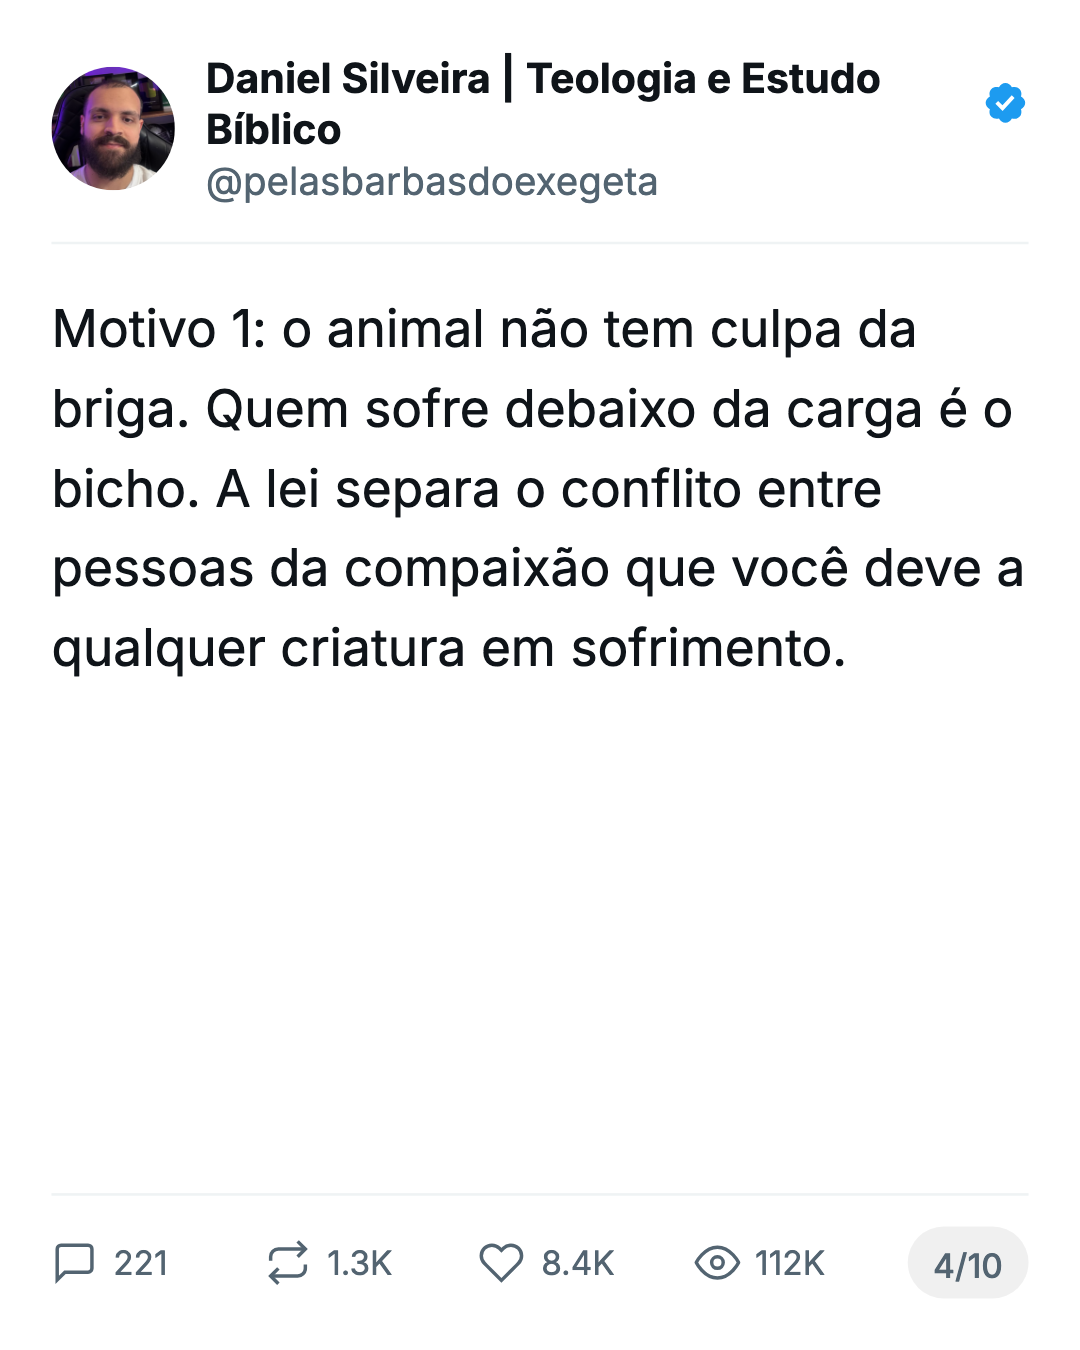 Daniel Silveira | Teologia e Estudo
Bíblico
@pelasbarbasdoexegeta
Motivo 1: o animal não tem culpa da
briga. Quem sofre debaixo da carga é o
bicho. A lei separa o conflito entre
pessoas da compaixão que você deve a
qualquer criatura em sofrimento.
221 1.3K 8.4K 112K 4/10